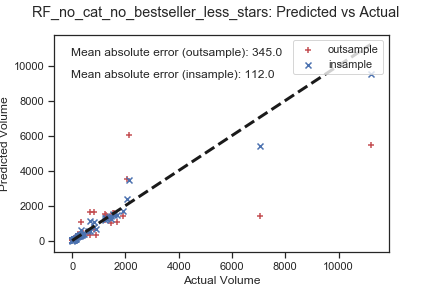 RF_no_cat_no_bestseller_less_stars: Predicted vs Actual
Mean absolute error (outsample): 345.0
Mean absolute error (insample): 112.0
outsample
insample
10000
8000
6000
4000
2000
0
Predicted Volume
0
2000
4000
6000
8000
10000
Actual Volume